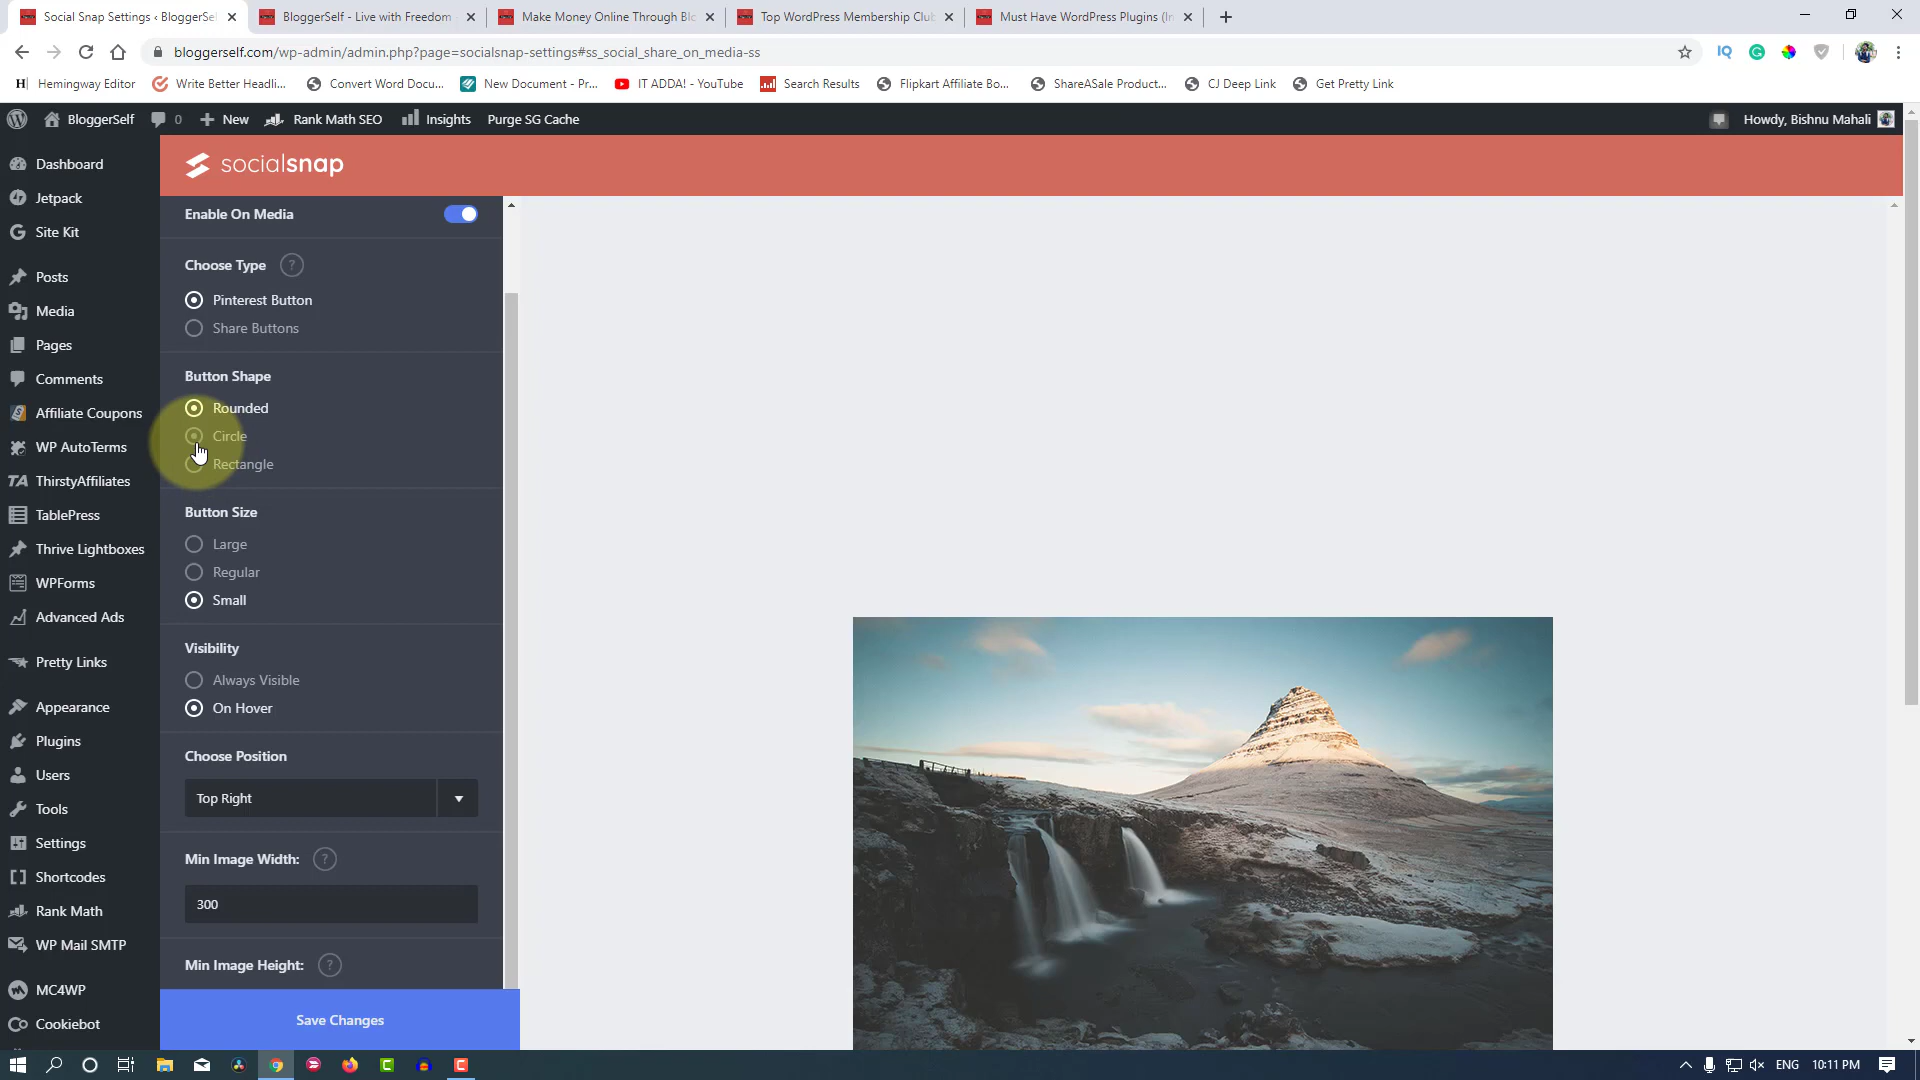 Social Snap Settings ‹ BloggerSel
BloggerSelf - Live with Freedom
Make Money Online Through Blo
Top WordPress Membership Club
Must Have WordPress Plugins (In
bloggerself.com/wp-admin/admin.php?page=socialsnap-settings#ss_social_share_on_media-ss
IQ
H Hemingway Editor
Write Better Headli...
Convert Word Docu...
New Document - Pr...
IT ADDA! - YouTube
Search Results
Flipkart Affiliate Bo...
ShareASale Product...
CJ Deep Link
Get Pretty Link
BloggerSelf
0
New
Rank Math SEO
Insights
Purge SG Cache
Howdy, Bishnu Mahali
socialsnap
Dashboard
Jetpack
Site Kit
Posts
Media
Pages
Comments
Affiliate Coupons
WP AutoTerms
TA ThirstyAffiliates
TablePress
Thrive Lightboxes
WPForms
Advanced Ads
Pretty Links
Appearance
Plugins
Users
Tools
Settings
Shortcodes
Rank Math
WP Mail SMTP
MC4WP
Cookiebot
Enable On Media
Choose Type ?
Pinterest Button
Share Buttons
Button Shape
Rounded
Circle
Rectangle
Button Size
Large
Regular
Small
Visibility
Always Visible
On Hover
Choose Position
Top Right
Min Image Width: ?
300
Min Image Height: ?
Save Changes
ENG
10:11 PM